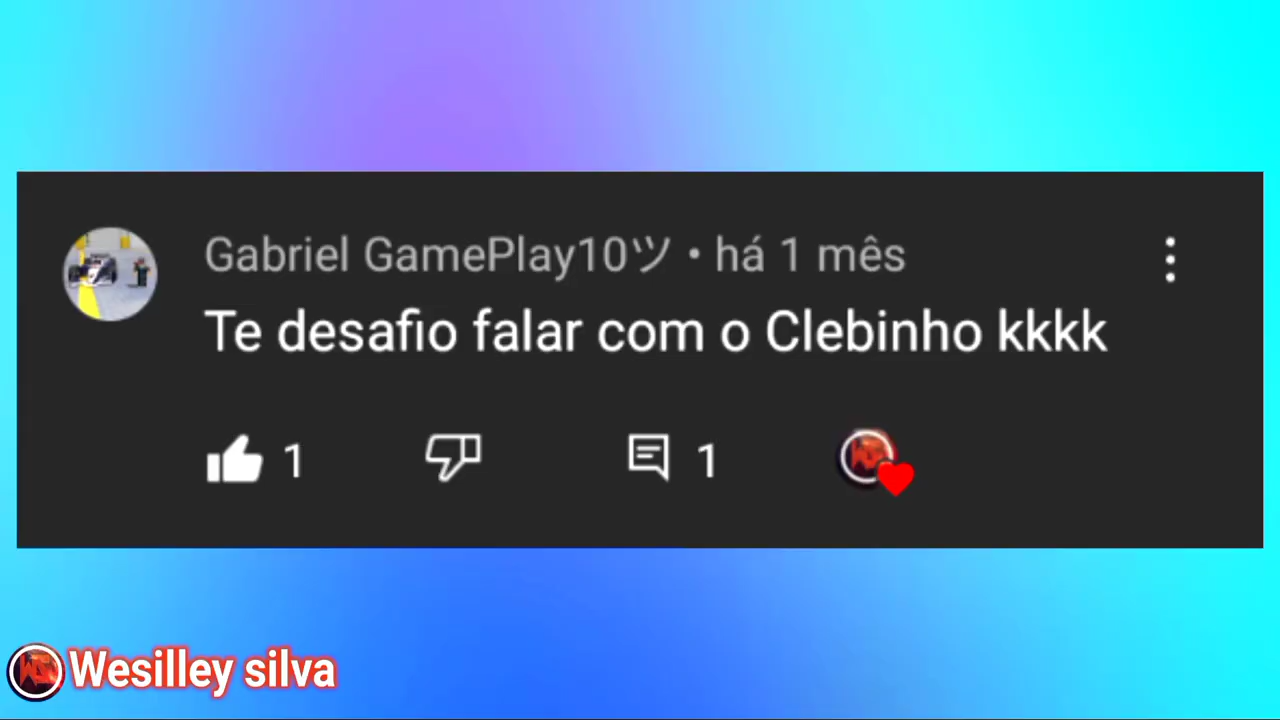 Gabriel GamePlay10ツ • há 1 mês
Te desafio falar com o Clebinho kkkk
1 1
Wesilley silva